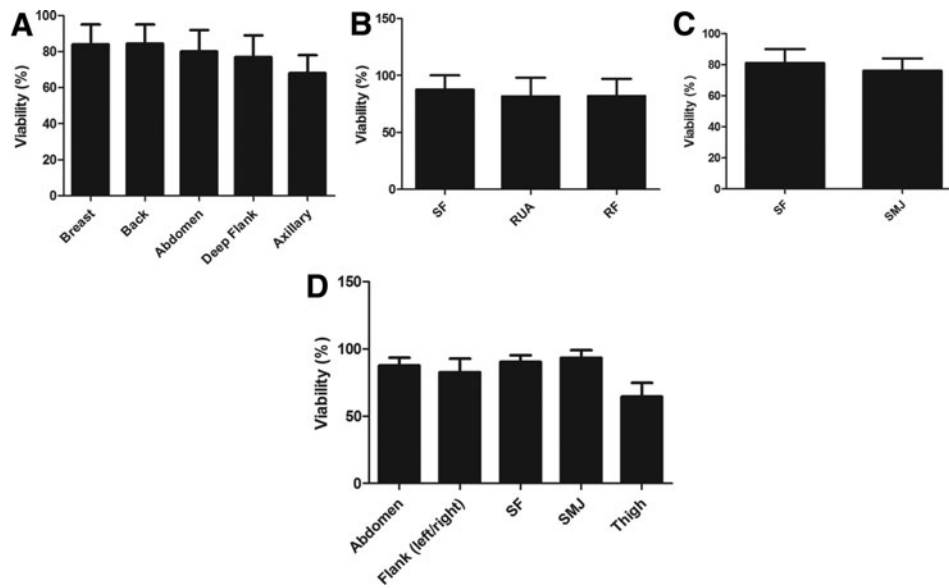 A
Viability (%)
100
80
60
40
20
0
Breast
Back
Abdomen
Deep Flank
Axillary
B
Viability (%)
150
100
50
0
SF
RUA
RF
C
Viability (%)
100
80
60
40
20
0
SF
SMJ
D
Viability (%)
150
100
50
0
Abdomen
Flank (left/right)
SF
SMJ
Thigh